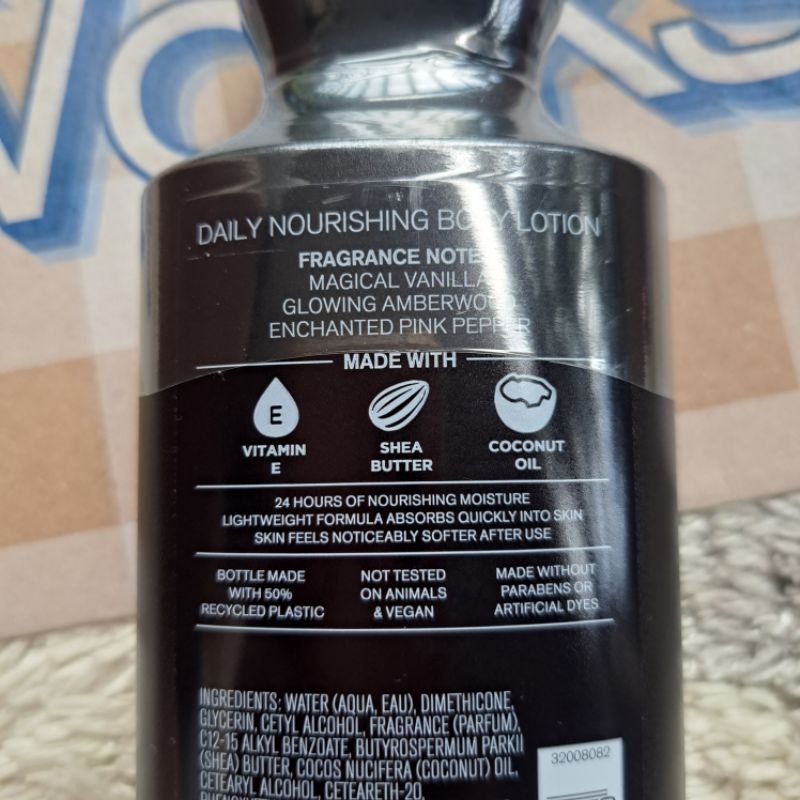 DAILY NOURISHING BODY LOTION
FRAGRANCE NOTES
MAGICAL VANILLA
GLOWING AMBERWOOD
ENCHANTED PINK PEPPER
MADE WITH
E
VITAMIN
E
SHEA
BUTTER
COCONUT
OIL
24 HOURS OF NOURISHING MOISTURE
LIGHTWEIGHT FORMULA ABSORBS QUICKLY INTO SKIN
SKIN FEELS NOTICEABLY SOFTER AFTER USE
BOTTLE MADE
WITH 50%
RECYCLED PLASTIC
NOT TESTED
ON ANIMALS
& VEGAN
MADE WITHOUT
PARABENS OR
ARTIFICIAL DYES
INGREDIENTS: WATER (AQUA, EAU), DIMETHICONE,
GLYCERIN, CETYL ALCOHOL, FRAGRANCE (PARFUM),
C12-15 ALKYL BENZOATE, BUTYROSPERMUM PARKII
(SHEA) BUTTER, COCOS NUCIFERA (COCONUT) OIL,
CETEARYL ALCOHOL, CETEARETH-20,
32008082